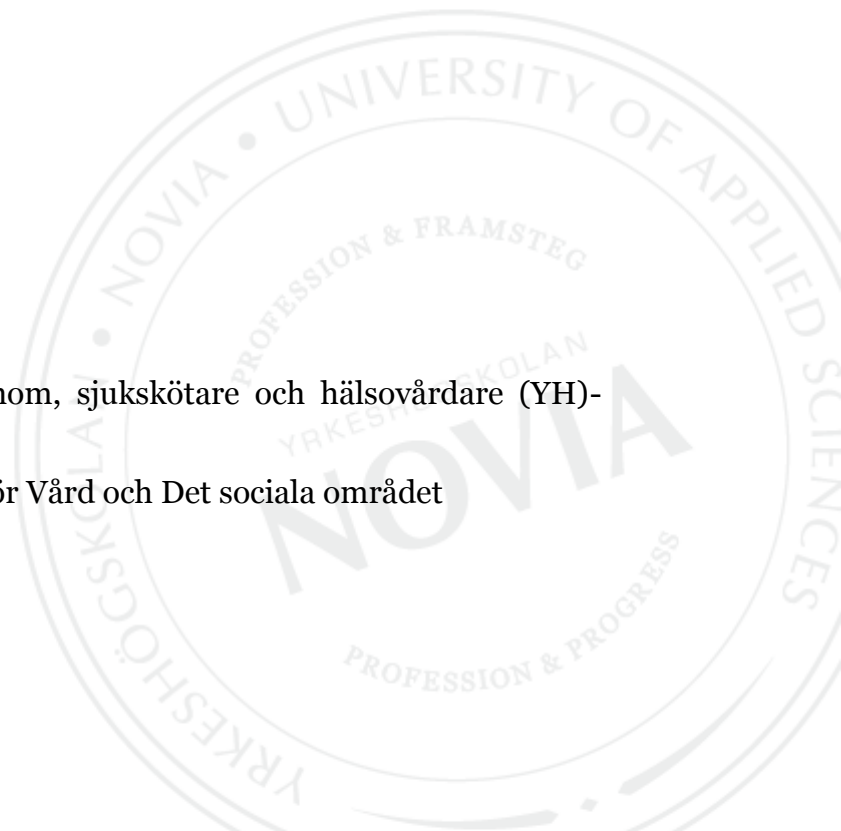 UNIVERSITY OF APPLIED SCIENCES
YRKESHÖGSKOLAN • NOVIA •
PROFESSION & FRAMSTEG
nom, sjukskötare och hälsovårdare (YH)-
YRKESHÖGSKOLAN
NOVIA
ör Vård och Det sociala området
PROFESSION & PROGRESS